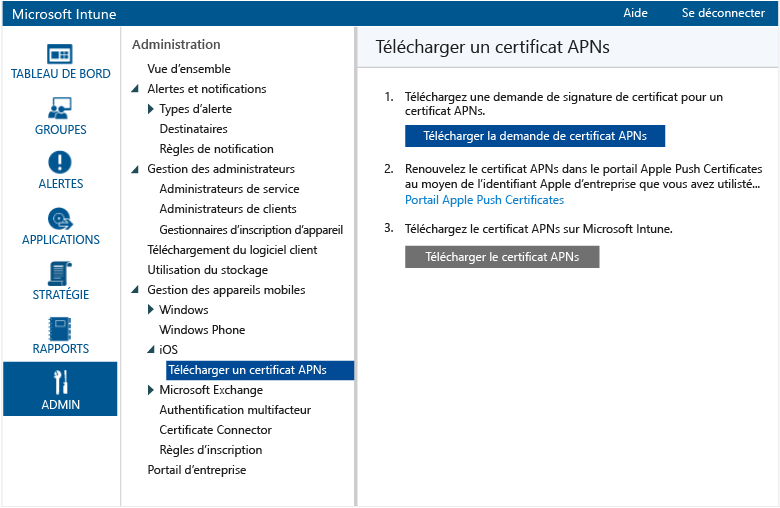 Microsoft Intune
Aide
Se déconnecter
TABLEAU DE BORD
GROUPES
ALERTES
APPLICATIONS
STRATÉGIE
RAPPORTS
ADMIN
Administration
Vue d'ensemble
Alertes et notifications
Types d'alerte
Destinataires
Règles de notification
Gestion des administrateurs
Administrateurs de service
Administrateurs de clients
Gestionnaires d'inscription d'appareil
Téléchargement du logiciel client
Utilisation du stockage
Gestion des appareils mobiles
Windows
Windows Phone
iOS
Télécharger un certificat APNs
Microsoft Exchange
Authentification multifacteur
Certificate Connector
Règles d'inscription
Portail d'entreprise
Télécharger un certificat APNs
1. Téléchargez une demande de signature de certificat pour un
certificat APNs.
Télécharger la demande de certificat APNs
2. Renouvelez le certificat APNs dans le portail Apple Push Certificates
au moyen de l'identifiant Apple d'entreprise que vous avez utilisté...
Portail Apple Push Certificates
3. Téléchargez le certificat APNs sur Microsoft Intune.
Télécharger le certificat APNs